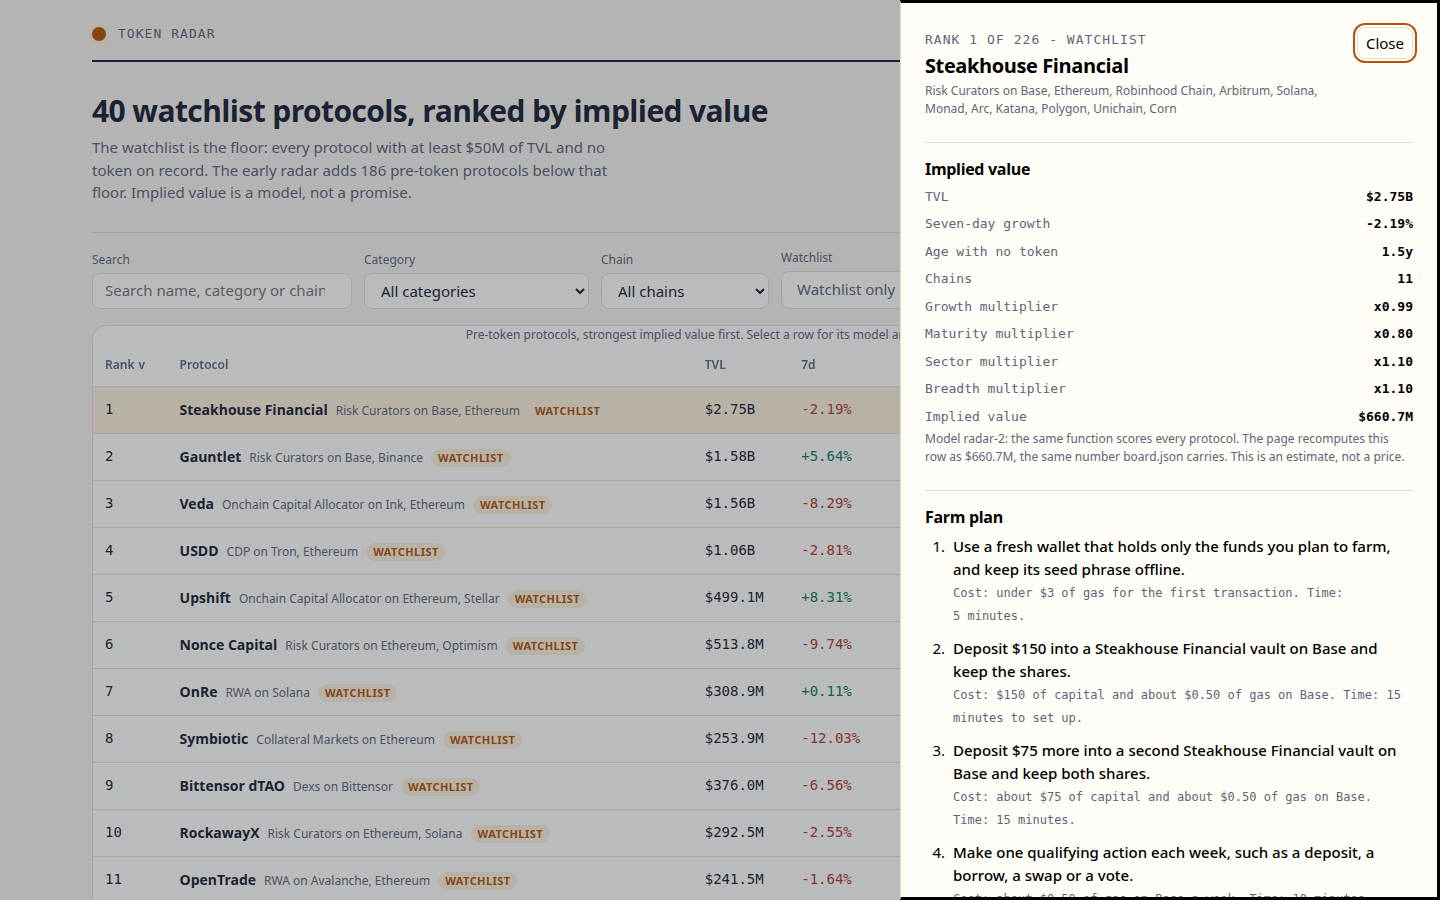 TOKEN RADAR
40 watchlist protocols, ranked by implied value
The watchlist is the floor: every protocol with at least $50M of TVL and no
token on record. The early radar adds 186 pre-token protocols below that
floor. Implied value is a model, not a promise.
Search
Category
Chain
Watchlist
Search name, category or chain
All categories
All chains
Watchlist only
Pre-token protocols, strongest implied value first. Select a row for its model
Rank v Protocol TVL 7d
1 Steakhouse Financial Risk Curators on Base, Ethereum WATCHLIST $2.75B -2.19%
2 Gauntlet Risk Curators on Base, Binance WATCHLIST $1.58B +5.64%
3 Veda Onchain Capital Allocator on Ink, Ethereum WATCHLIST $1.56B -8.29%
4 USDD CDP on Tron, Ethereum WATCHLIST $1.06B -2.81%
5 Upshift Onchain Capital Allocator on Ethereum, Stellar WATCHLIST $499.1M +8.31%
6 Nonce Capital Risk Curators on Ethereum, Optimism WATCHLIST $513.8M -9.74%
7 OnRe RWA on Solana WATCHLIST $308.9M +0.11%
8 Symbiotic Collateral Markets on Ethereum WATCHLIST $253.9M -12.03%
9 Bittensor dTAO Dexs on Bittensor WATCHLIST $376.0M -6.56%
10 RockawayX Risk Curators on Ethereum, Solana WATCHLIST $292.5M -2.55%
11 OpenTrade RWA on Avalanche, Ethereum WATCHLIST $241.5M -1.64%
RANK 1 OF 226 - WATCHLIST
Close
Steakhouse Financial
Risk Curators on Base, Ethereum, Robinhood Chain, Arbitrum, Solana,
Monad, Arc, Katana, Polygon, Unichain, Corn
Implied value
TVL $2.75B
Seven-day growth -2.19%
Age with no token 1.5y
Chains 11
Growth multiplier x0.99
Maturity multiplier x0.80
Sector multiplier x1.10
Breadth multiplier x1.10
Implied value $660.7M
Model radar-2: the same function scores every protocol. The page recomputes this
row as $660.7M, the same number board.json carries. This is an estimate, not a price.
Farm plan
1. Use a fresh wallet that holds only the funds you plan to farm,
and keep its seed phrase offline.
Cost: under $3 of gas for the first transaction. Time:
5 minutes.
2. Deposit $150 into a Steakhouse Financial vault on Base and
keep the shares.
Cost: $150 of capital and about $0.50 of gas on Base. Time: 15
minutes to set up.
3. Deposit $75 more into a second Steakhouse Financial vault on
Base and keep both shares.
Cost: about $75 of capital and about $0.50 of gas on Base.
Time: 15 minutes.
4. Make one qualifying action each week, such as a deposit, a
borrow, a swap or a vote.
Cost: about $0.50 of gas on Base a week. Time: 10 minutes